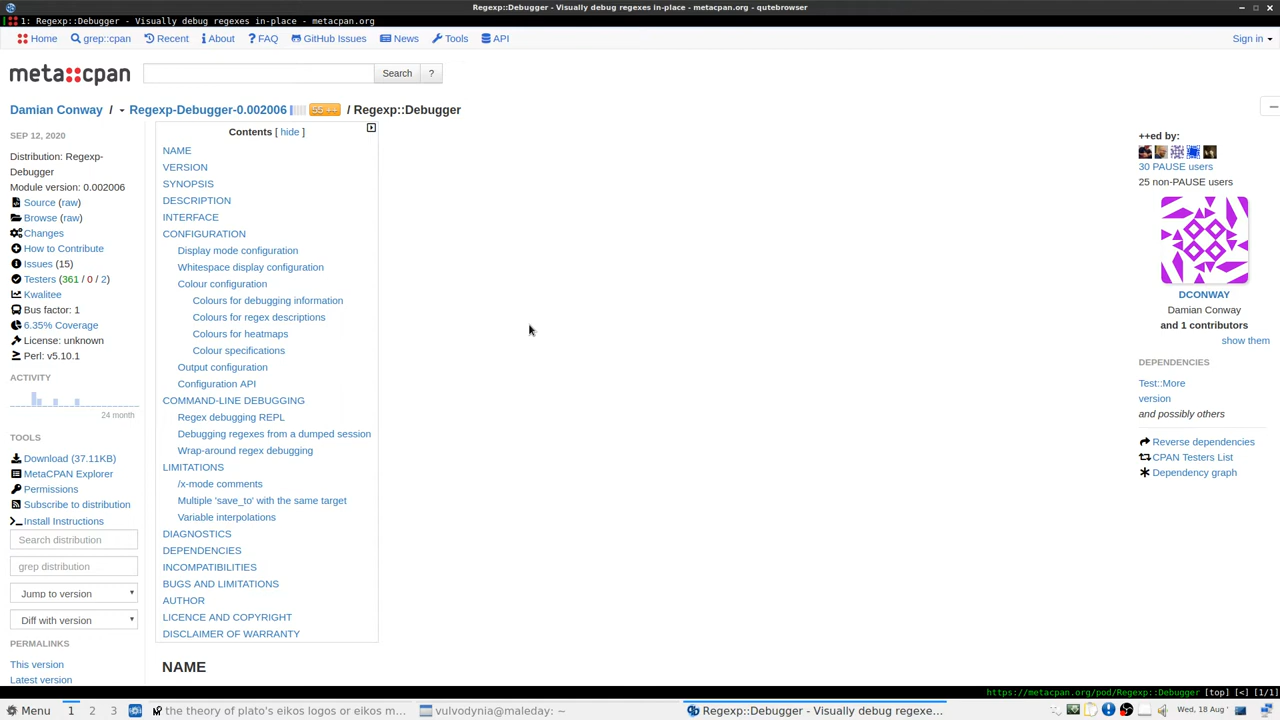 Regexp::Debugger - Visually debug regexes in-place - metacpan.org - qutebrowser
1: Regexp::Debugger - Visually debug regexes in-place - metacpan.org
Home grep::cpan Recent About FAQ GitHub Issues News Tools API Sign in
meta::cpan Search ?
Damian Conway / Regexp-Debugger-0.002006 55 ++ / Regexp::Debugger
SEP 12, 2020
Distribution: Regexp-
Debugger
Module version: 0.002006
Source (raw)
Browse (raw)
Changes
How to Contribute
Issues (15)
Testers (361 / 0 / 2)
Kwalitee
Bus factor: 1
6.35% Coverage
License: unknown
Perl: v5.10.1
ACTIVITY
24 month
TOOLS
Download (37.11KB)
MetaCPAN Explorer
Permissions
Subscribe to distribution
Install Instructions
Search distribution
grep distribution
Jump to version
Diff with version
PERMALINKS
This version
Latest version
Contents [ hide ]
NAME
VERSION
SYNOPSIS
DESCRIPTION
INTERFACE
CONFIGURATION
Display mode configuration
Whitespace display configuration
Colour configuration
Colours for debugging information
Colours for regex descriptions
Colours for heatmaps
Colour specifications
Output configuration
Configuration API
COMMAND-LINE DEBUGGING
Regex debugging REPL
Debugging regexes from a dumped session
Wrap-around regex debugging
LIMITATIONS
/x-mode comments
Multiple 'save_to' with the same target
Variable interpolations
DIAGNOSTICS
DEPENDENCIES
INCOMPATIBILITIES
BUGS AND LIMITATIONS
AUTHOR
LICENCE AND COPYRIGHT
DISCLAIMER OF WARRANTY
NAME
++ed by:
30 PAUSE users
25 non-PAUSE users
DCONWAY
Damian Conway
and 1 contributors
show them
DEPENDENCIES
Test::More
version
and possibly others
Reverse dependencies
CPAN Testers List
Dependency graph
https://metacpan.org/pod/Regexp::Debugger [top] [<] [1/1]
Menu 1 2 3 the theory of plato's eikos logos or eikos m... vulvodynia@maleday: ~ Regexp::Debugger - Visually debug regexe... Wed, 18 Aug